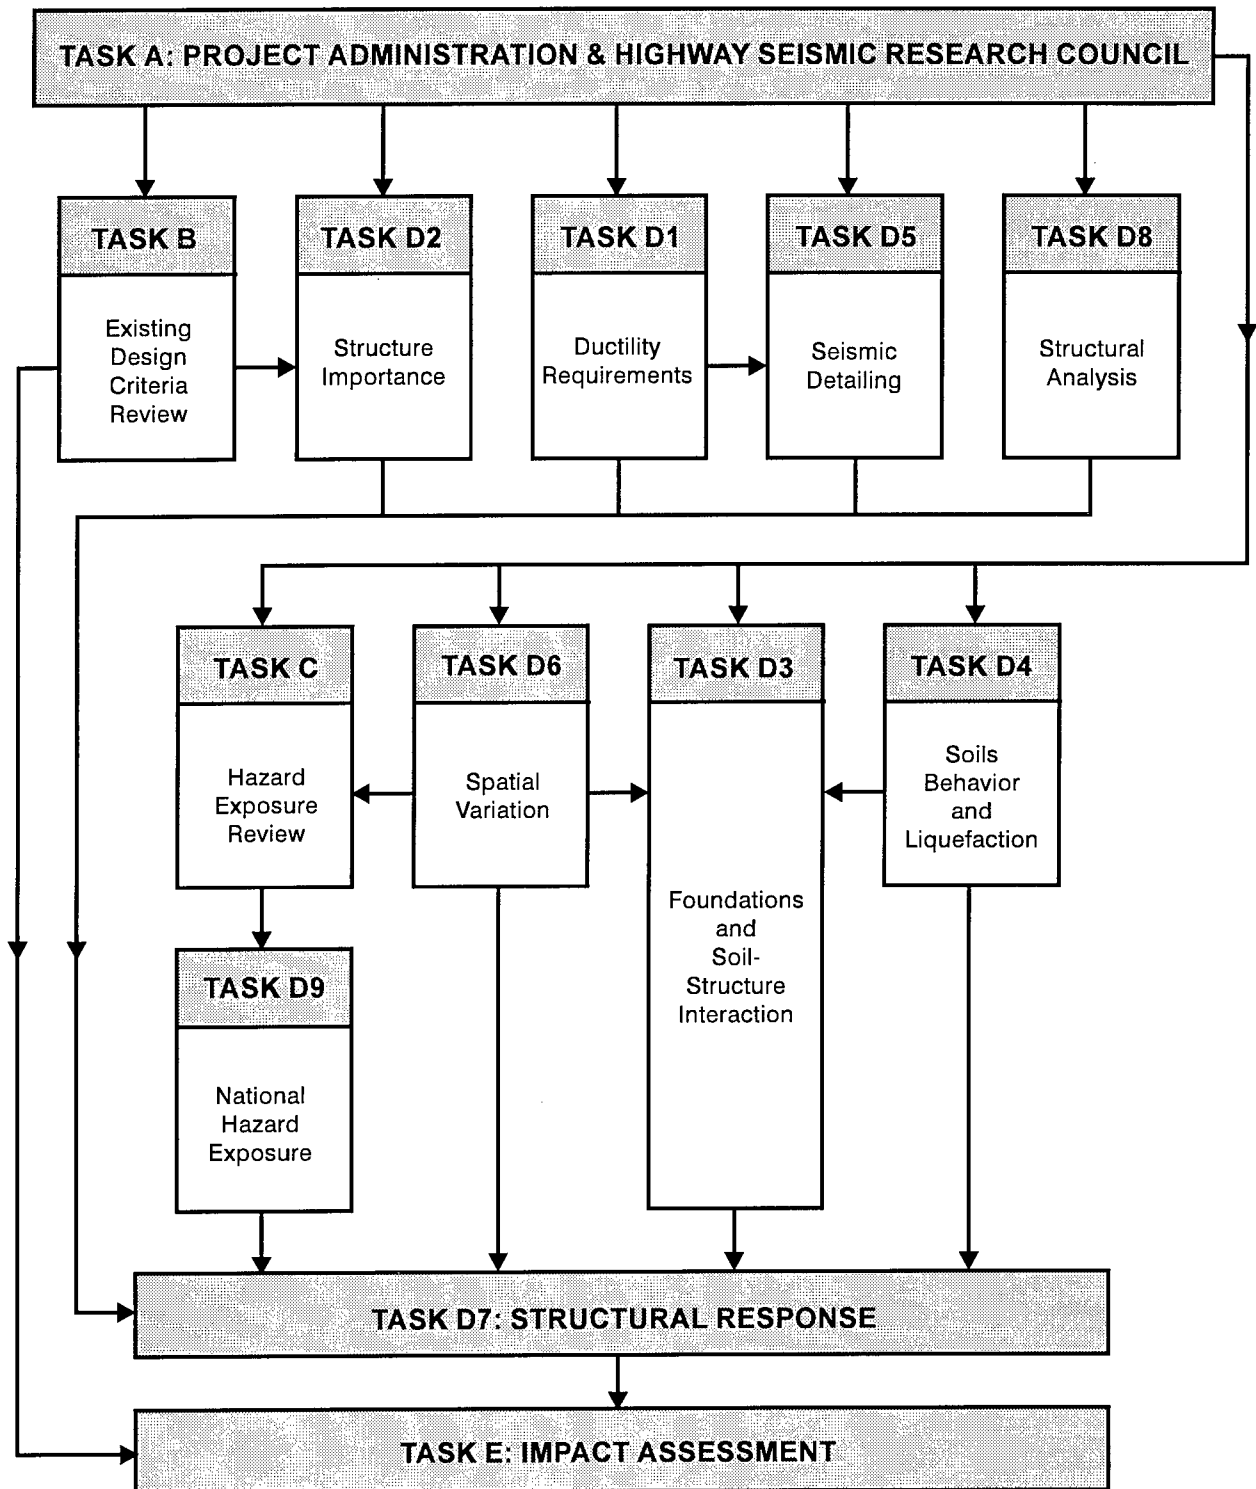 TASK A: PROJECT ADMINISTRATION & HIGHWAY SEISMIC RESEARCH COUNCIL
TASK B
Existing
Design
Criteria
Review
TASK D2
Structure
Importance
TASK D1
Ductility
Requirements
TASK D5
Seismic
Detailing
TASK D8
Structural
Analysis
TASK C
Hazard
Exposure
Review
TASK D6
Spatial
Variation
TASK D3
Foundations
and
Soil-
Structure
Interaction
TASK D4
Soils
Behavior
and
Liquefaction
TASK D9
National
Hazard
Exposure
TASK D7: STRUCTURAL RESPONSE
TASK E: IMPACT ASSESSMENT